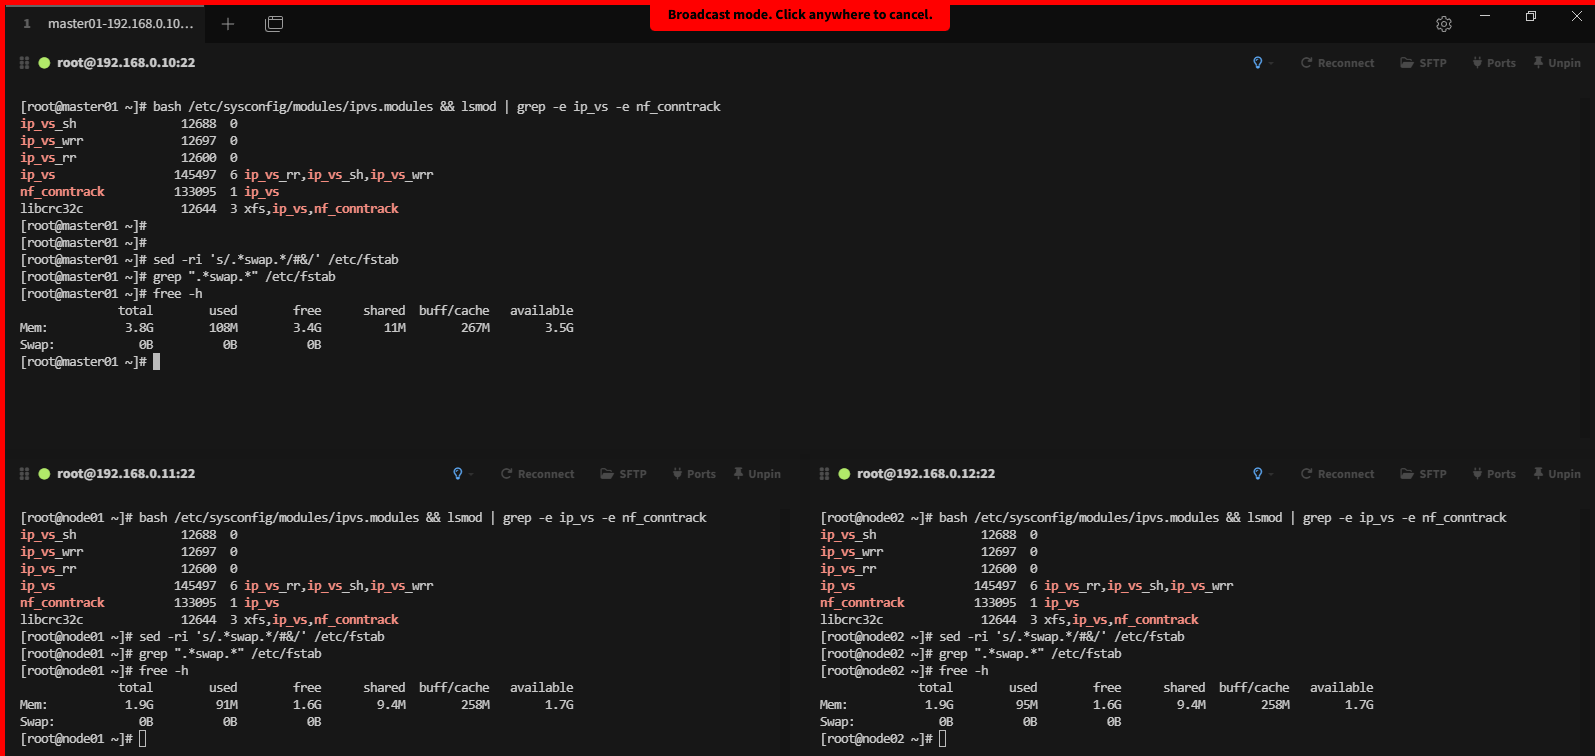 Broadcast mode. Click anywhere to cancel.
1 master01-192.168.0.10...
root@192.168.0.10:22 Reconnect SFTP Ports Unpin
[root@master01 ~]# bash /etc/sysconfig/modules/ipvs.modules && lsmod | grep -e ip_vs -e nf_conntrack
ip_vs_sh 12688 0
ip_vs_wrr 12697 0
ip_vs_rr 12600 0
ip_vs 145497 6 ip_vs_rr,ip_vs_sh,ip_vs_wrr
nf_conntrack 133095 1 ip_vs
libcrc32c 12644 3 xfs,ip_vs,nf_conntrack
[root@master01 ~]#
[root@master01 ~]#
[root@master01 ~]# sed -ri 's/.*swap.*/#&/' /etc/fstab
[root@master01 ~]# grep ".*swap.*" /etc/fstab
[root@master01 ~]# free -h
total used free shared buff/cache available
Mem: 3.8G 108M 3.4G 11M 267M 3.5G
Swap: 0B 0B 0B
[root@master01 ~]#
root@192.168.0.11:22 Reconnect SFTP Ports Unpin
[root@node01 ~]# bash /etc/sysconfig/modules/ipvs.modules && lsmod | grep -e ip_vs -e nf_conntrack
ip_vs_sh 12688 0
ip_vs_wrr 12697 0
ip_vs_rr 12600 0
ip_vs 145497 6 ip_vs_rr,ip_vs_sh,ip_vs_wrr
nf_conntrack 133095 1 ip_vs
libcrc32c 12644 3 xfs,ip_vs,nf_conntrack
[root@node01 ~]# sed -ri 's/.*swap.*/#&/' /etc/fstab
[root@node01 ~]# grep ".*swap.*" /etc/fstab
[root@node01 ~]# free -h
total used free shared buff/cache available
Mem: 1.9G 91M 1.6G 9.4M 258M 1.7G
Swap: 0B 0B 0B
[root@node01 ~]#
root@192.168.0.12:22 Reconnect SFTP Ports Unpin
[root@node02 ~]# bash /etc/sysconfig/modules/ipvs.modules && lsmod | grep -e ip_vs -e nf_conntrack
ip_vs_sh 12688 0
ip_vs_wrr 12697 0
ip_vs_rr 12600 0
ip_vs 145497 6 ip_vs_rr,ip_vs_sh,ip_vs_wrr
nf_conntrack 133095 1 ip_vs
libcrc32c 12644 3 xfs,ip_vs,nf_conntrack
[root@node02 ~]# sed -ri 's/.*swap.*/#&/' /etc/fstab
[root@node02 ~]# grep ".*swap.*" /etc/fstab
[root@node02 ~]# free -h
total used free shared buff/cache available
Mem: 1.9G 95M 1.6G 9.4M 258M 1.7G
Swap: 0B 0B 0B
[root@node02 ~]#